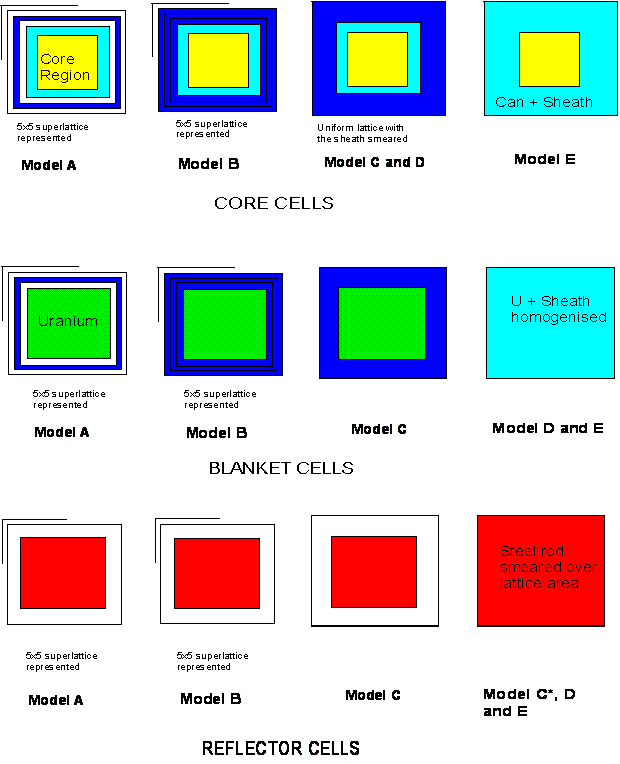 Core
Region
Can + Sheath
5x5 superlattice
represented
5x5 superlattice
represented
Uniform lattice with
the sheath smeared
Model A
Model B
Model C and D
Model E
CORE CELLS
Uranium
U + Sheath
homogenised
5x5 superlattice
represented
5x5 superlattice
represented
Model A
Model B
Model C
Model D and E
BLANKET CELLS
Steel rod
smeared over
lattice area
5x5 superlattice
represented
5x5 superlattice
represented
Model A
Model B
Model C
Model C*, D
and E
REFLECTOR CELLS